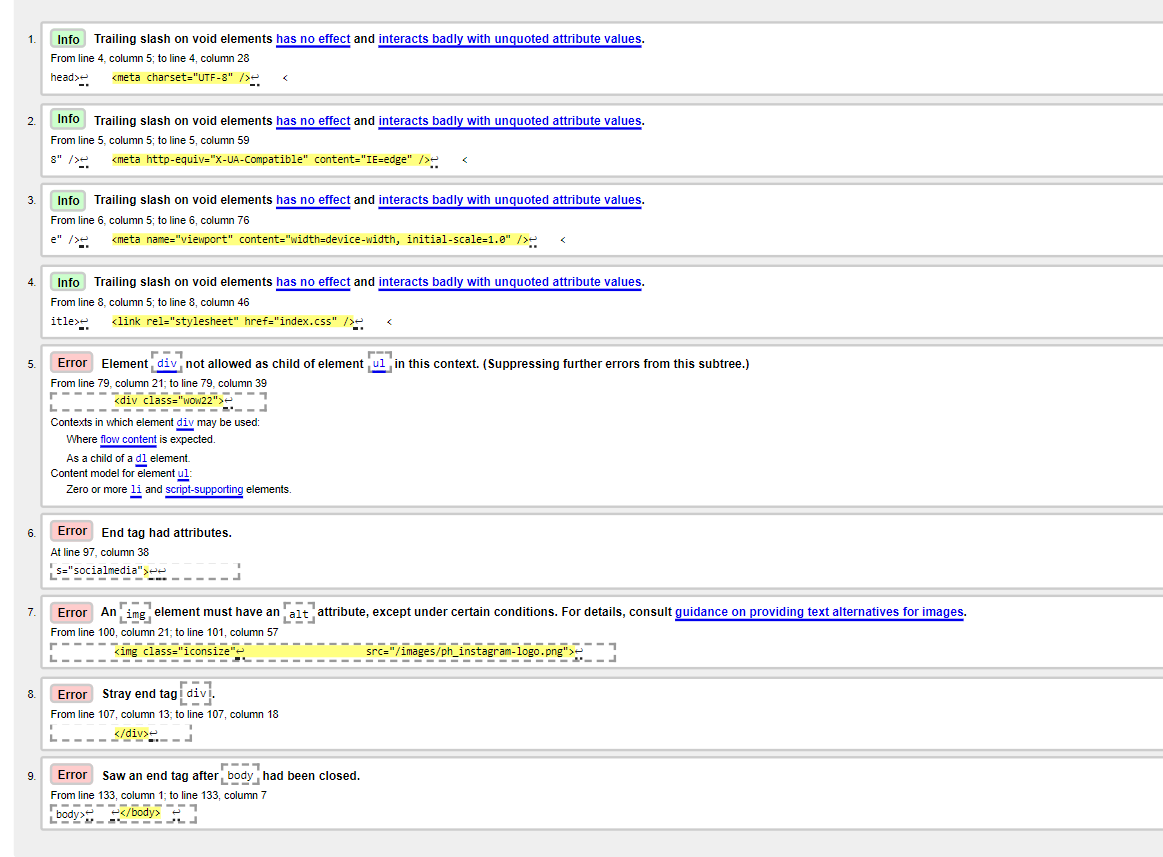 1. Info Trailing slash on void elements has no effect and interacts badly with unquoted attribute values.
From line 4, column 5; to line 4, column 28
head>↩ <meta charset="UTF-8" />↩ <
2. Info Trailing slash on void elements has no effect and interacts badly with unquoted attribute values.
From line 5, column 5; to line 5, column 59
8" />↩ <meta http-equiv="X-UA-Compatible" content="IE=edge" />↩ <
3. Info Trailing slash on void elements has no effect and interacts badly with unquoted attribute values.
From line 6, column 5; to line 6, column 76
e" />↩ <meta name="viewport" content="width=device-width, initial-scale=1.0" />↩ <
4. Info Trailing slash on void elements has no effect and interacts badly with unquoted attribute values.
From line 8, column 5; to line 8, column 46
itle>↩ <link rel="stylesheet" href="index.css" />↩ <
5. Error Element div not allowed as child of element ul in this context. (Suppressing further errors from this subtree.)
From line 79, column 21; to line 79, column 39
<div class="wow22">↩
Contexts in which element div may be used:
Where flow content is expected.
As a child of a dl element.
Content model for element ul:
Zero or more li and script-supporting elements.
6. Error End tag had attributes.
At line 97, column 38
s="socialmedia">↩↩
7. Error An img element must have an alt attribute, except under certain conditions. For details, consult guidance on providing text alternatives for images.
From line 100, column 21; to line 101, column 57
<img class="iconsize"↩ src="/images/ph_instagram-logo.png">↩
8. Error Stray end tag div.
From line 107, column 13; to line 107, column 18
</div>↩
9. Error Saw an end tag after body had been closed.
From line 133, column 1; to line 133, column 7
body>↩ ↩</body> ↩